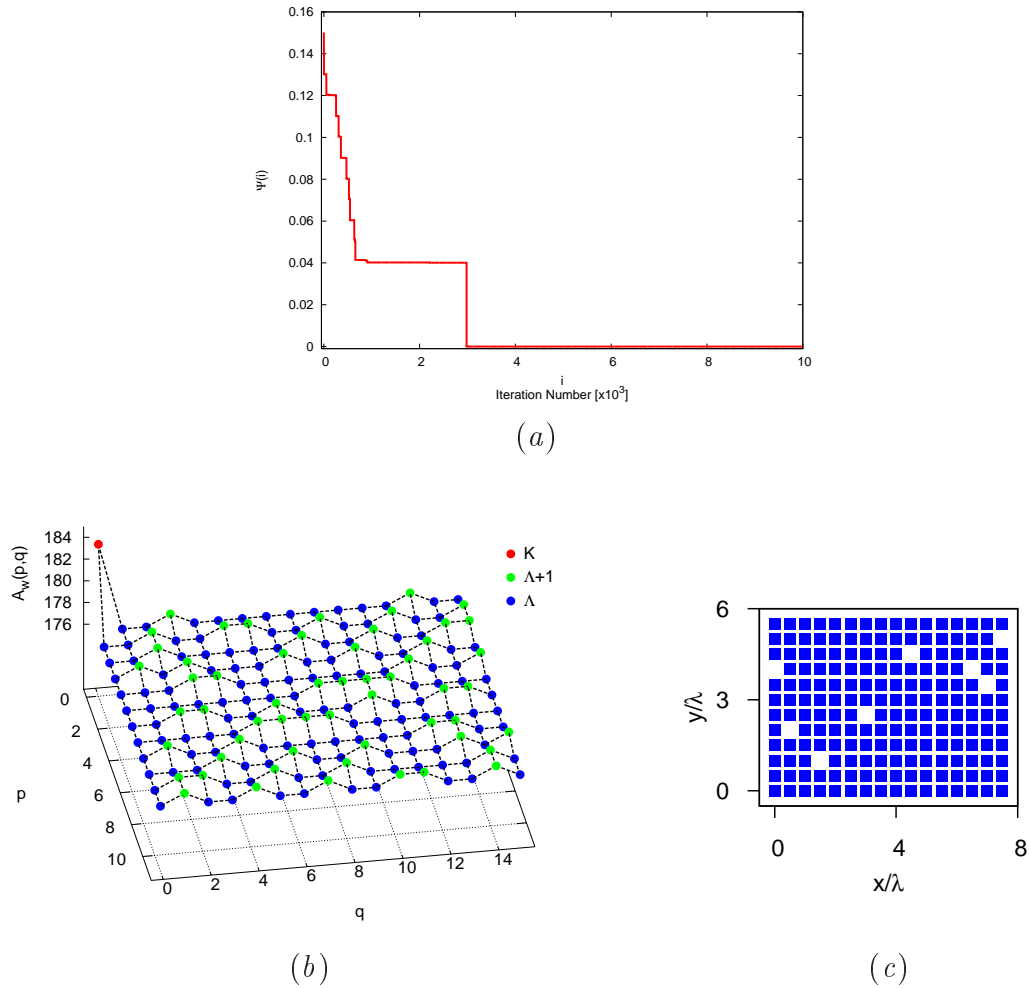 0.16
0.14
0.12
0.1
0.08
0.06
0.04
0.02
0
Ψ(i)
0 2 4 6 8 10
i
Iteration Number [x10³]
(a)
184
182
180
178
176
A_w(p,q)
K
Λ+1
Λ
0
2
4
6
8
10
p
0 2 4 6 8 10 12 14
q
(b)
6
3
0
y/λ
0 4 8
x/λ
(c)